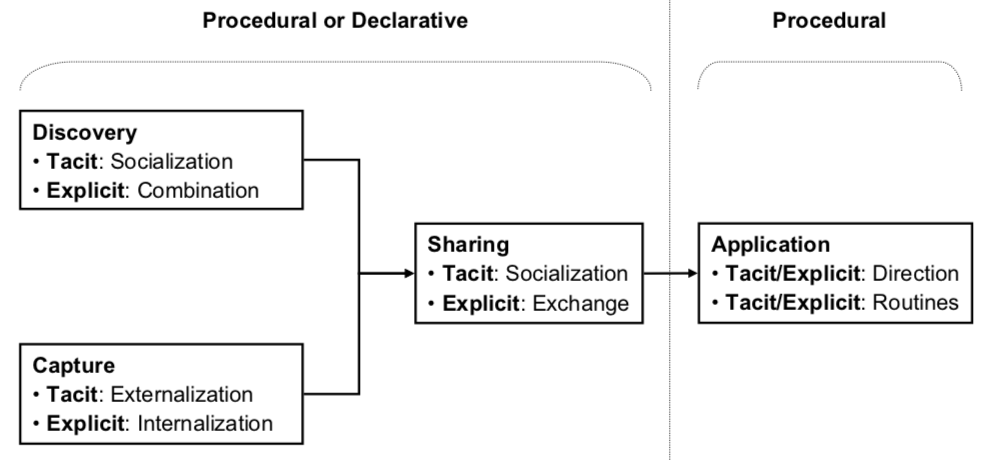 Procedural or Declarative
Procedural
Discovery
• Tacit: Socialization
• Explicit: Combination
Sharing
• Tacit: Socialization
• Explicit: Exchange
Application
• Tacit/Explicit: Direction
• Tacit/Explicit: Routines
Capture
• Tacit: Externalization
• Explicit: Internalization